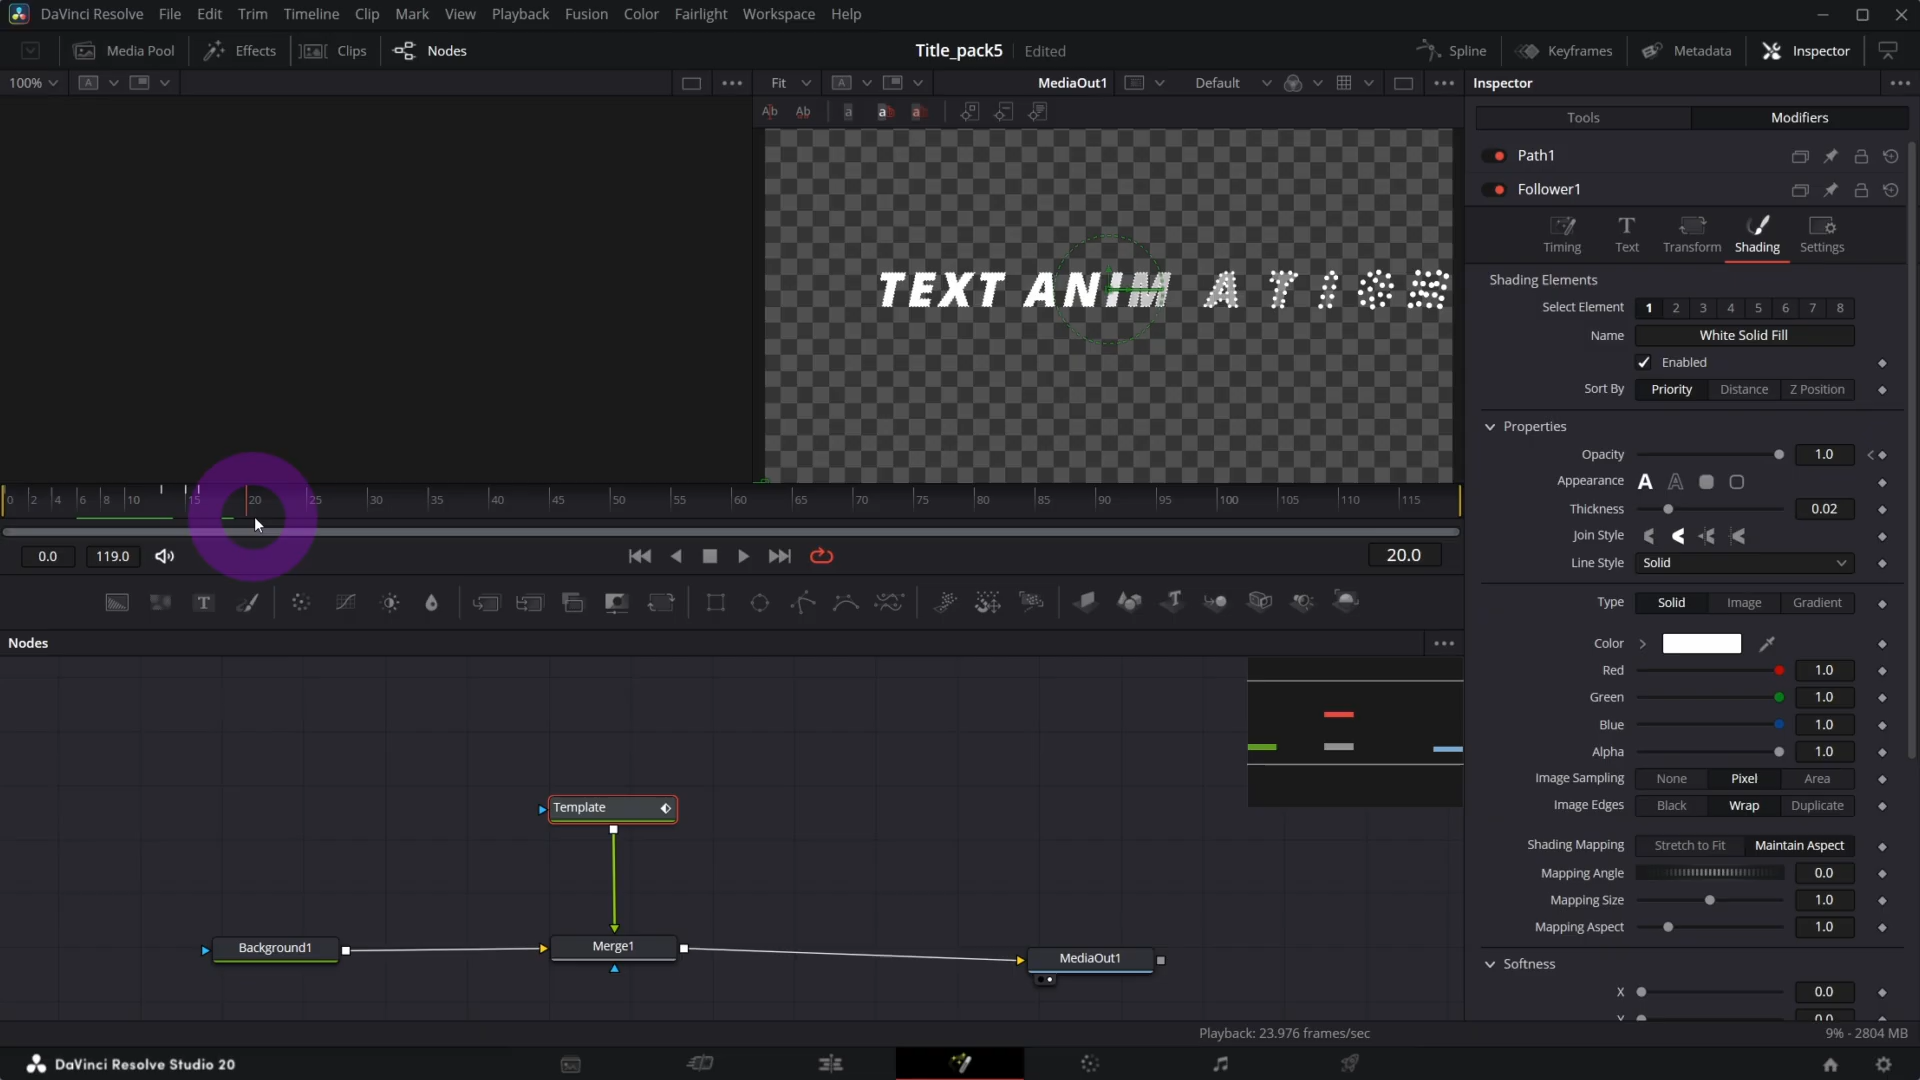 DaVinci Resolve File Edit Trim Timeline Clip Mark View Playback Fusion Color Fairlight Workspace Help
Media Pool Effects Clips Nodes Title_pack5 Edited Spline Keyframes Metadata Inspector
100% A Fit A MediaOut1 Default Inspector
Ab Ab a a a Tools Modifiers
Path1
Follower1
Timing Text Transform Shading Settings
TEXT ANIM A T I
Shading Elements
Select Element 1 2 3 4 5 6 7 8
Name White Solid Fill
Enabled
Sort By Priority Distance Z Position
Properties
Opacity 1.0
Appearance A A
0 2 4 6 8 10 15 20 25 30 35 40 45 50 55 60 65 70 75 80 85 90 95 100 105 110 115
Thickness 0.02
Join Style
0.0 119.0 20.0
Line Style Solid
Type Solid Image Gradient
T T
Nodes
Color
Red 1.0
Green 1.0
Blue 1.0
Alpha 1.0
Image Sampling None Pixel Area
Image Edges Black Wrap Duplicate
Template
Shading Mapping Stretch to Fit Maintain Aspect
Mapping Angle 0.0
Mapping Size 1.0
Mapping Aspect 1.0
Background1 Merge1 MediaOut1
Softness
X 0.0
Y 0.0
Playback: 23.976 frames/sec 9% - 2804 MB
DaVinci Resolve Studio 20